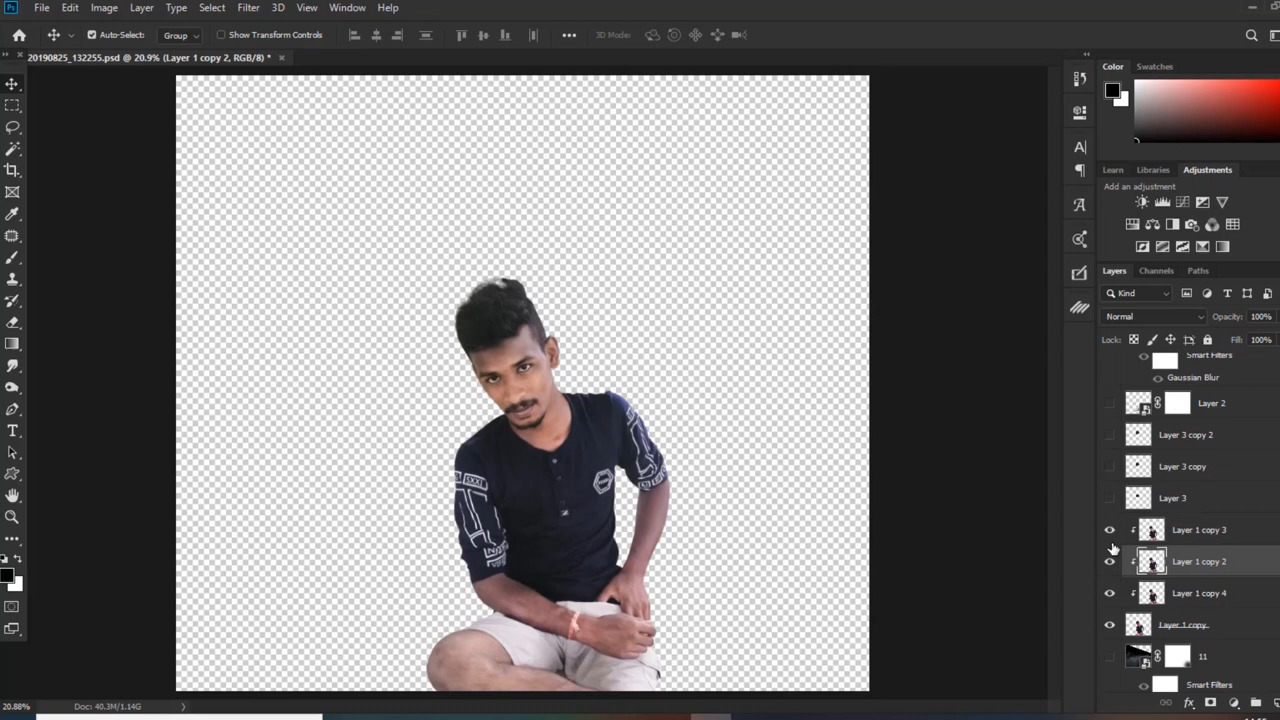 Ps File Edit Image Layer Type Select Filter 3D View Window Help
Auto-Select: Group Show Transform Controls 3D Mode:
20190825_132255.psd @ 20.9% (Layer 1 copy 2, RGB/8) * ×
Color Swatches
Learn Libraries Adjustments
Add an adjustment
Layers Channels Paths
Kind
Normal Opacity: 100%
Lock: Fill: 100%
Smart Filters
Gaussian Blur
Layer 2
Layer 3 copy 2
Layer 3 copy
Layer 3
Layer 1 copy 3
Layer 1 copy 2
Layer 1 copy 4
Layer 1 copy
11
Smart Filters
20.88% Doc: 40.3M/1.14G